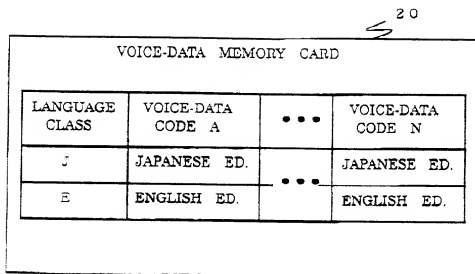 20
VOICE-DATA MEMORY CARD
LANGUAGE CLASS VOICE-DATA CODE A ••• VOICE-DATA CODE N
J JAPANESE ED. ••• JAPANESE ED.
E ENGLISH ED. ENGLISH ED.